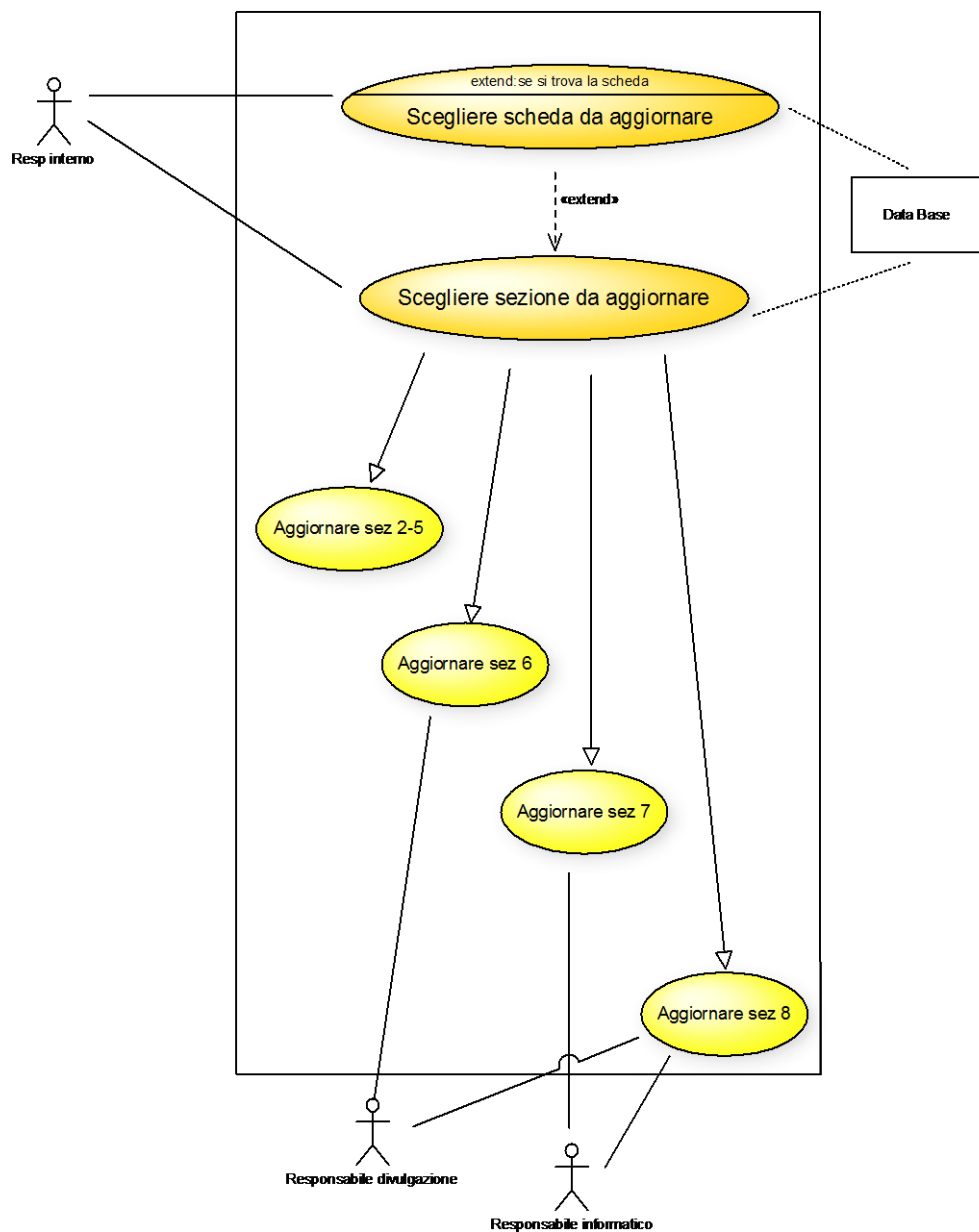 extend:se si trova la scheda
Scegliere scheda da aggiornare
Resp interno
«extend»
Data Base
Scegliere sezione da aggiornare
Aggiornare sez 2-5
Aggiornare sez 6
Aggiornare sez 7
Aggiornare sez 8
Responsabile divulgazione
Responsabile informatico